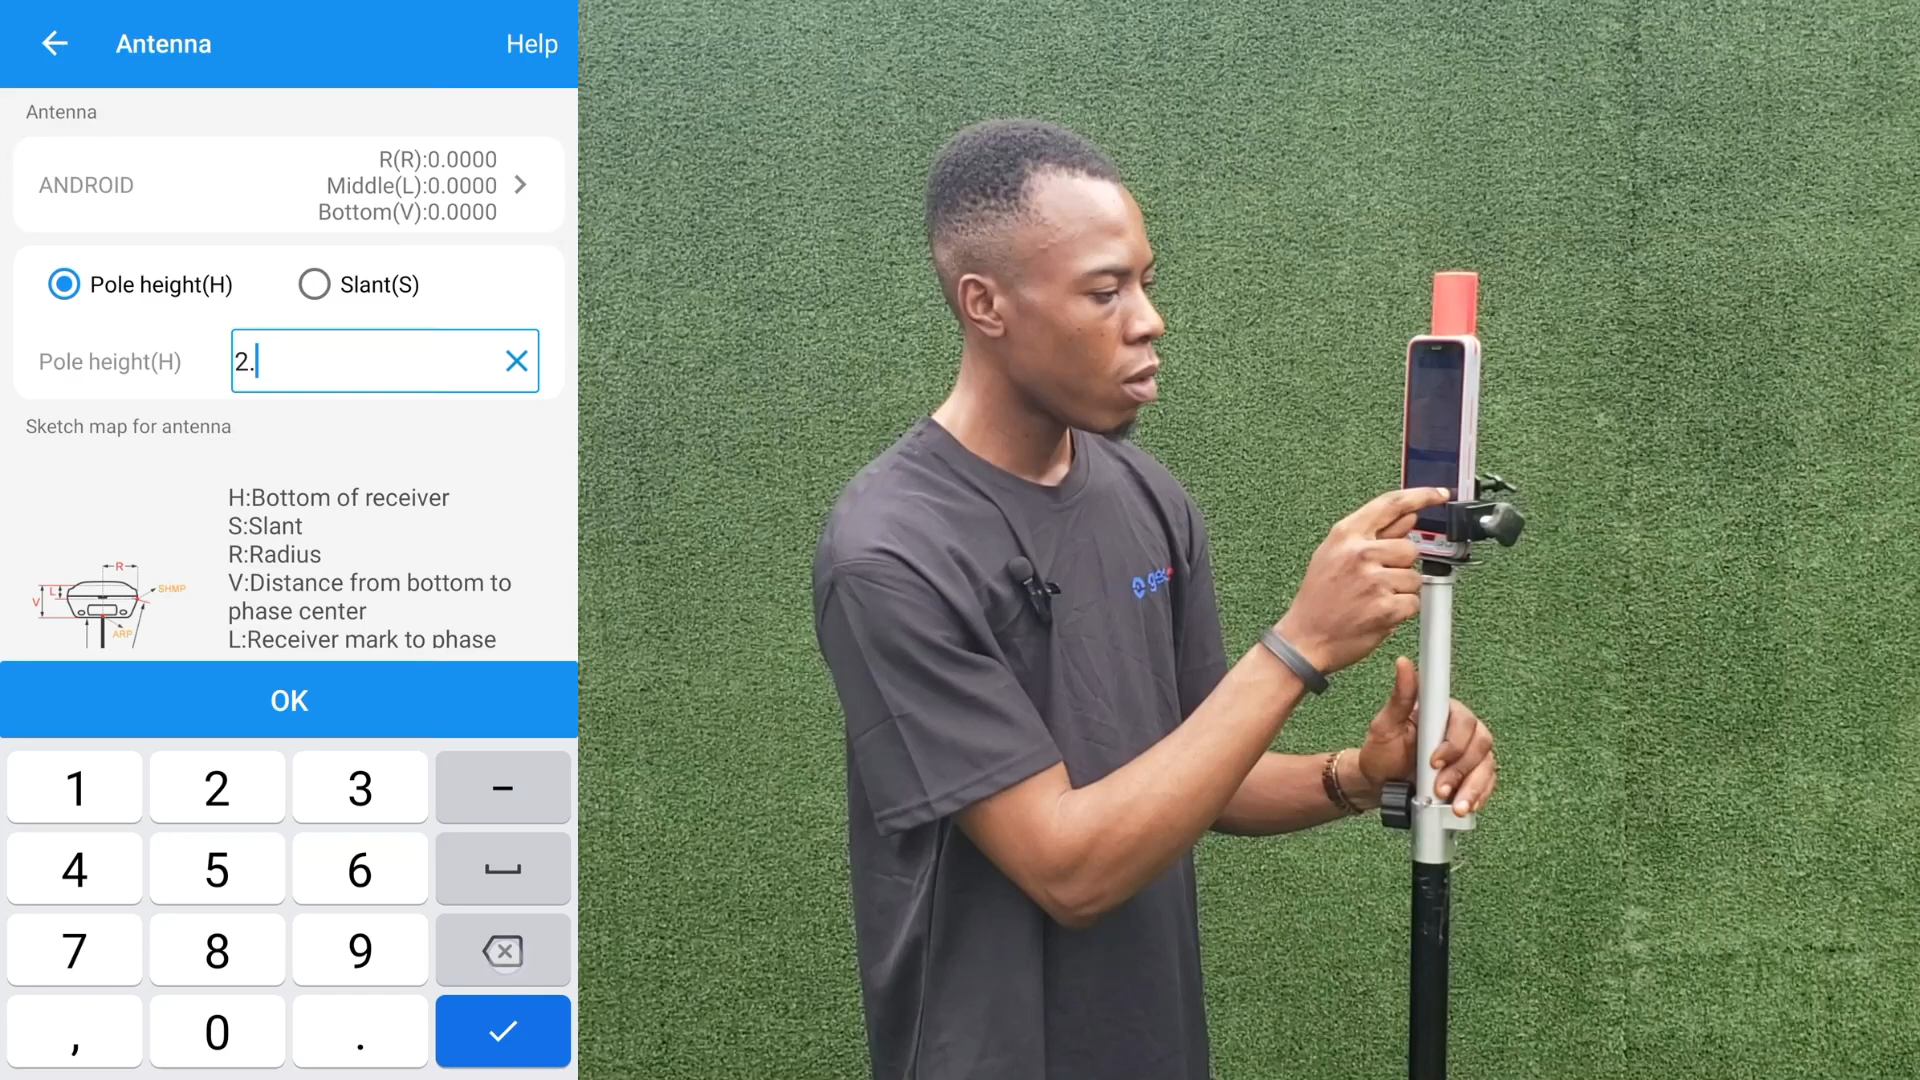 Antenna
Help
Antenna
ANDROID
R(R):0.0000
Middle(L):0.0000
Bottom(V):0.0000
Pole height(H)
Slant(S)
Pole height(H)
2.
Sketch map for antenna
H:Bottom of receiver
S:Slant
R:Radius
V:Distance from bottom to
phase center
L:Receiver mark to phase
R
L
V
SHMP
ARP
OK
1 2 3 -
4 5 6
7 8 9
, 0 .